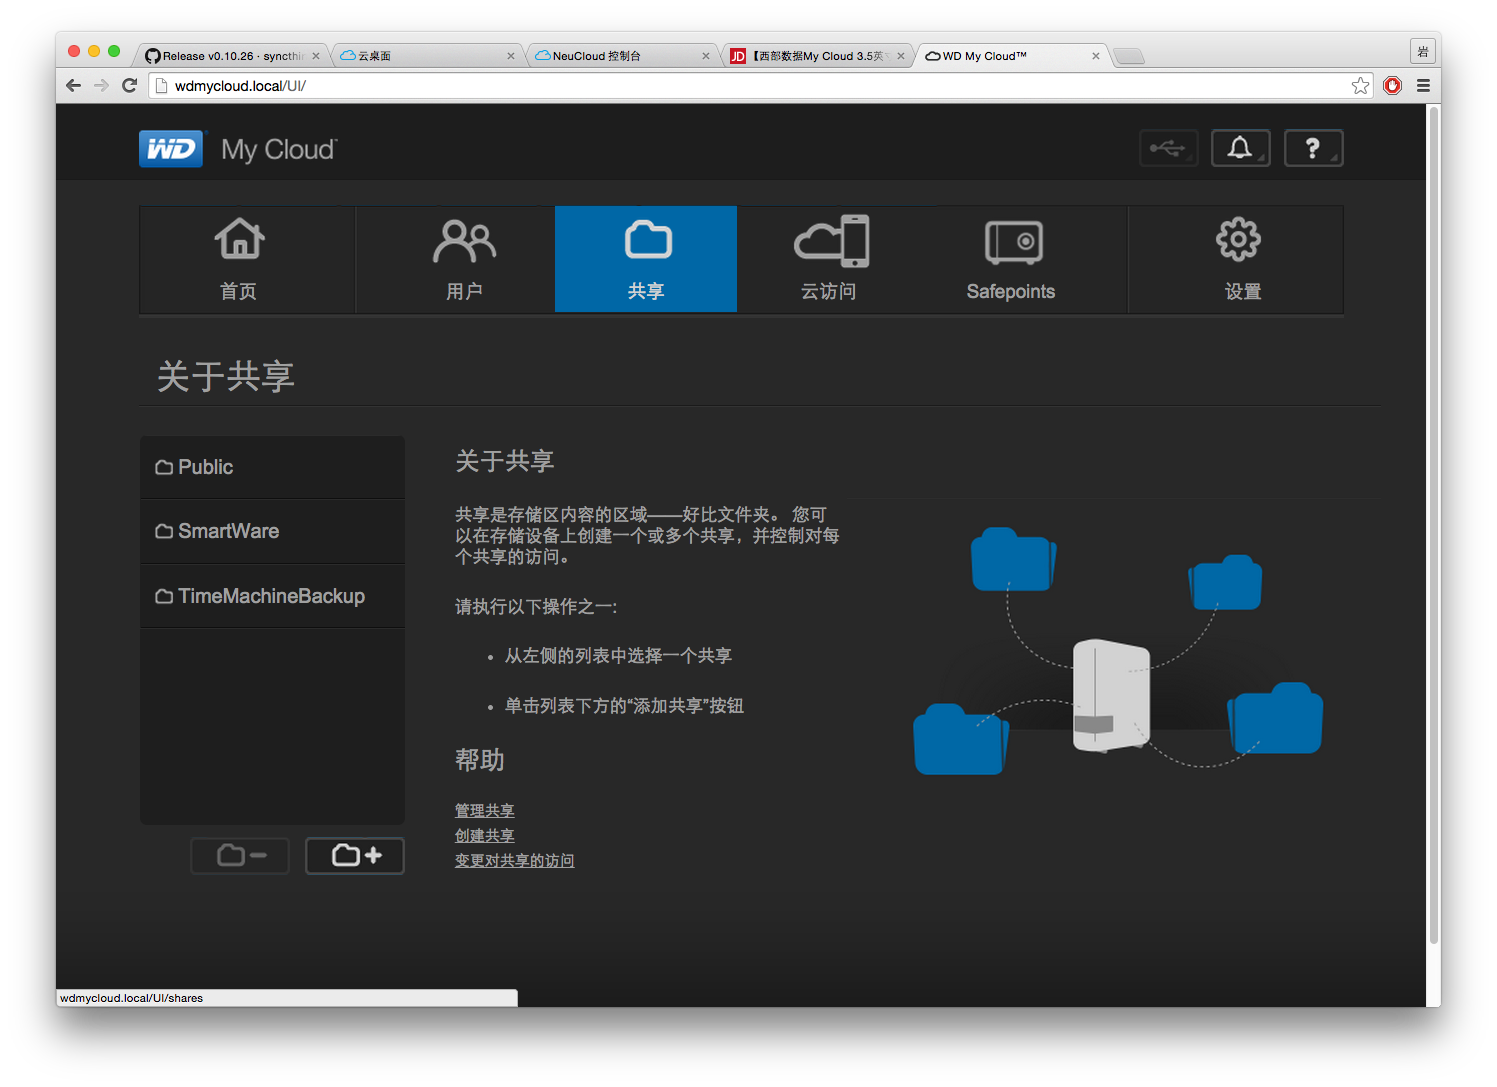 Release v0.10.26 · syncthin
云桌面
NeuCloud 控制台
JD 【西部数据My Cloud 3.5英
WD My Cloud™
岩
wdmycloud.local/UI/
WD My Cloud
?
首页
用户
共享
云访问
Safepoints
设置
关于共享
Public
SmartWare
TimeMachineBackup
关于共享
共享是存储区内容的区域——好比文件夹。 您可
以在存储设备上创建一个或多个共享，并控制对每
个共享的访问。
请执行以下操作之一:
• 从左侧的列表中选择一个共享
• 单击列表下方的“添加共享”按钮
帮助
管理共享
创建共享
变更对共享的访问
wdmycloud.local/UI/shares